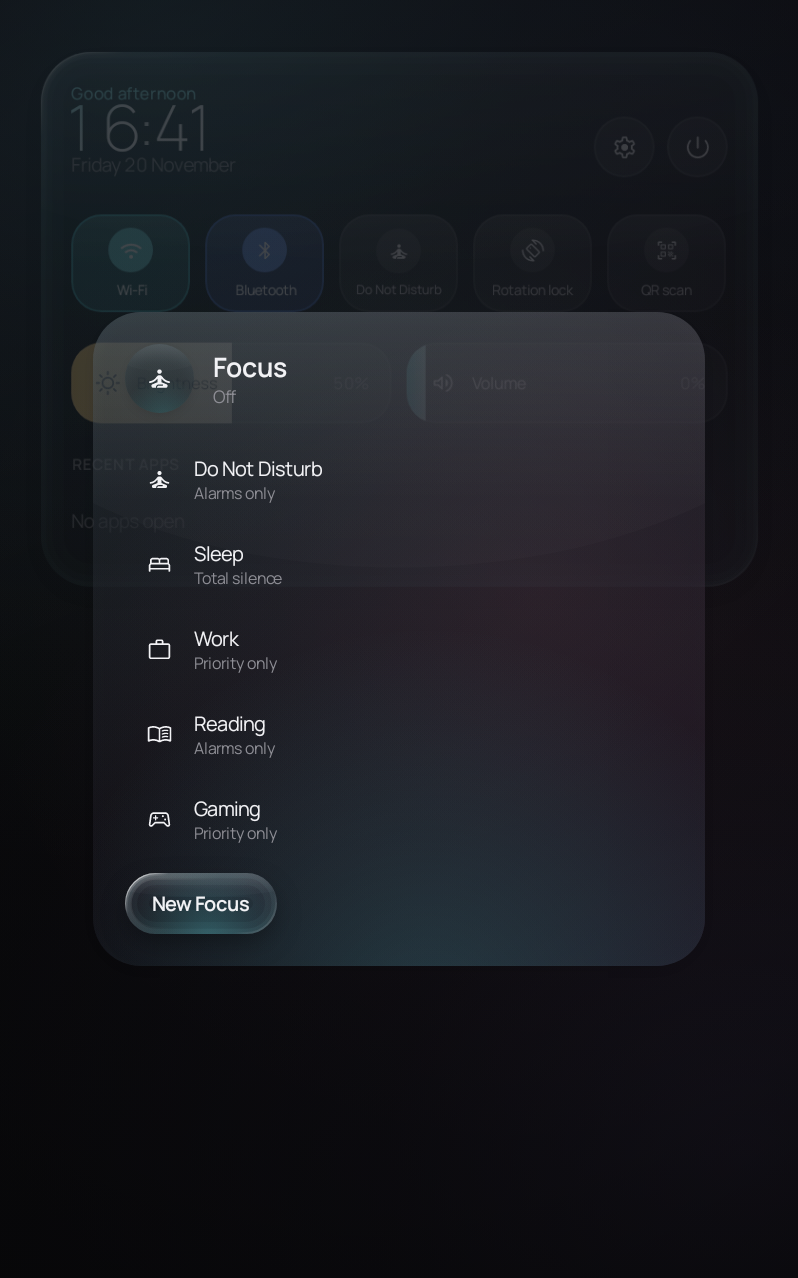 Good afternoon
16:41
Friday 20 November
Wi-Fi
Bluetooth
Do Not Disturb
Rotation lock
QR scan
Brightness
50%
Volume
0%
Focus
Off
RECENT APPS
Do Not Disturb
Alarms only
No apps open
Sleep
Total silence
Work
Priority only
Reading
Alarms only
Gaming
Priority only
New Focus